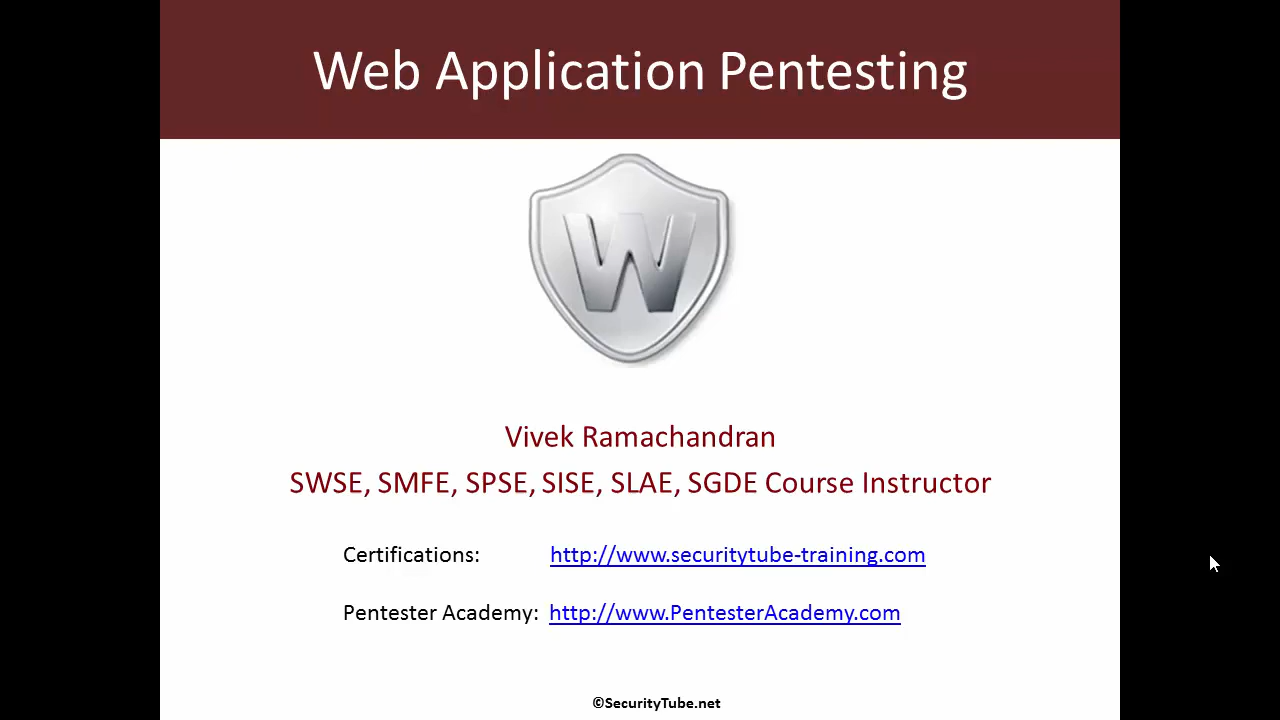 Web Application Pentesting
W
Vivek Ramachandran
SWSE, SMFE, SPSE, SISE, SLAE, SGDE Course Instructor
Certifications: http://www.securitytube-training.com
Pentester Academy: http://www.PentesterAcademy.com
©SecurityTube.net